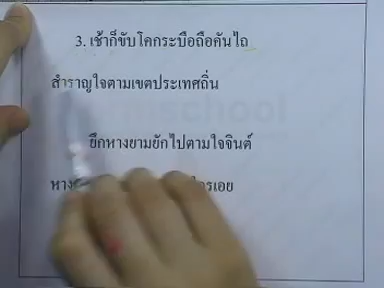 3. เช้าก็ขับโคกระบือถือคันไถ
สำราญใจตามเขตประเทศถิ่น
ยึกหางยามยักไปตามใจจินต์
หาง